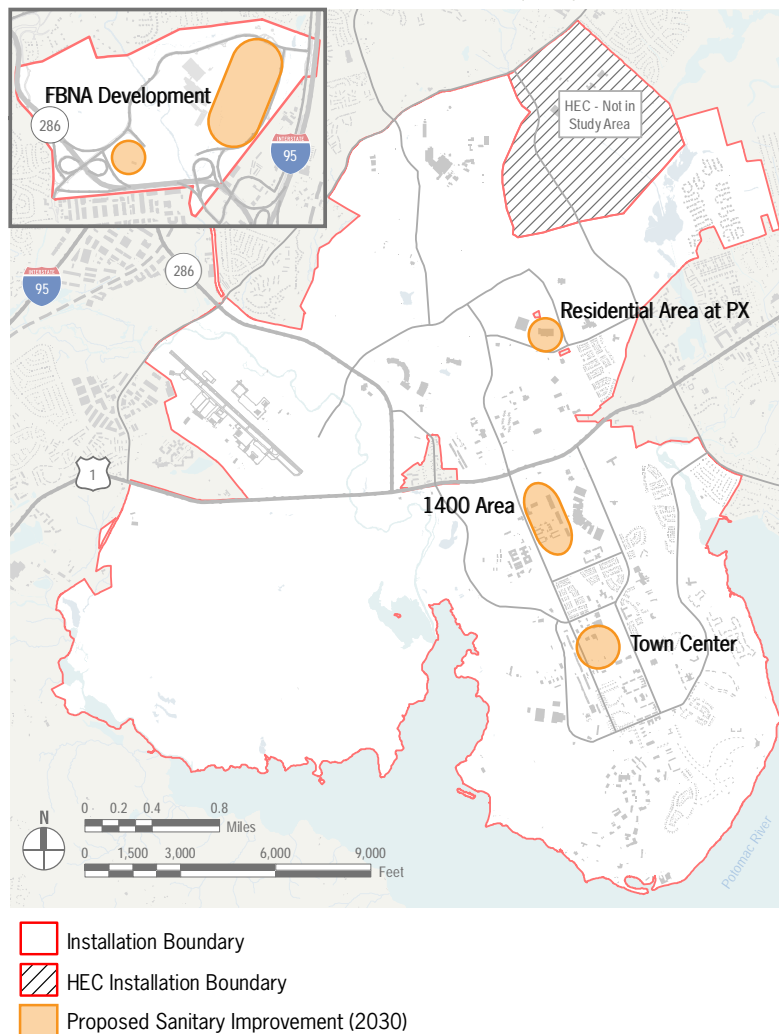 FBNA Development
286
INTERSTATE
95
HEC - Not in
Study Area
286
INTERSTATE
95
Residential Area at PX
1
1400 Area
Town Center
N
0 0.2 0.4 0.8
Miles
0 1,500 3,000 6,000 9,000
Feet
Potomac River
Installation Boundary
HEC Installation Boundary
Proposed Sanitary Improvement (2030)